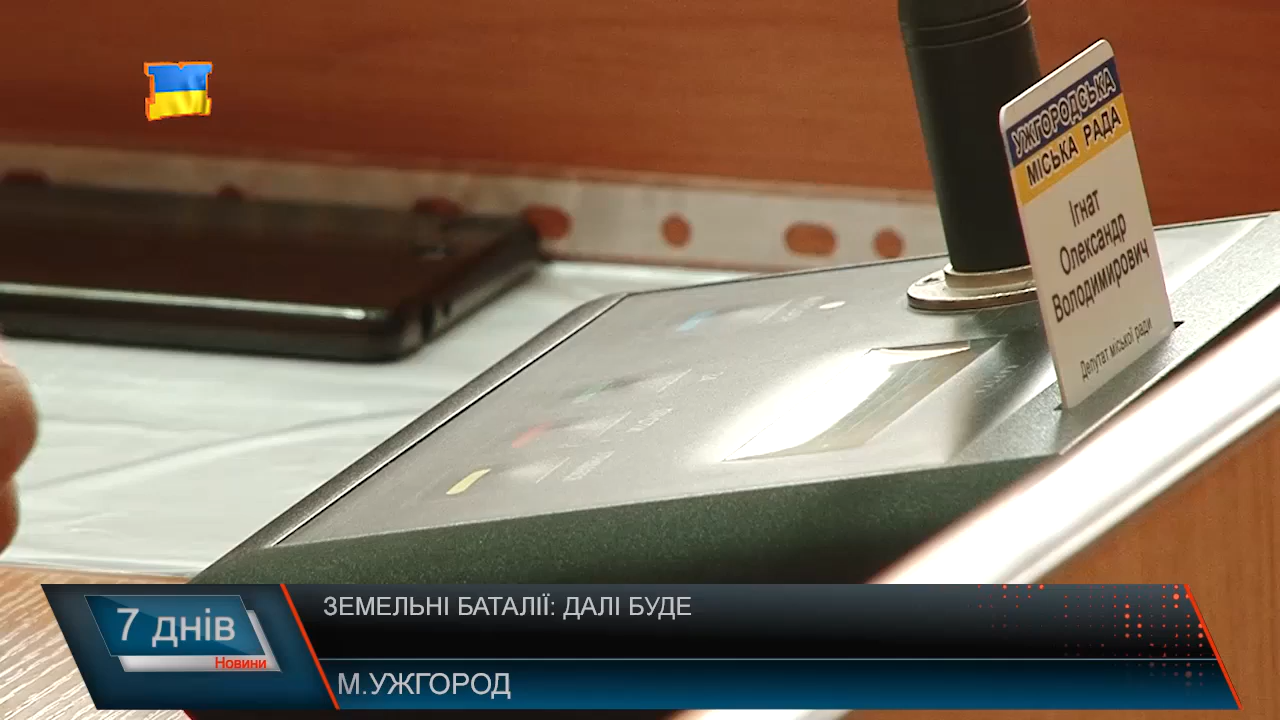 УЖГОРОДСЬКА
МІСЬКА РАДА
Ігнат
Олександр
Володимирович
Депутат міської ради
7 днів
Новини
ЗЕМЕЛЬНІ БАТАЛІЇ: ДАЛІ БУДЕ
М.УЖГОРОД